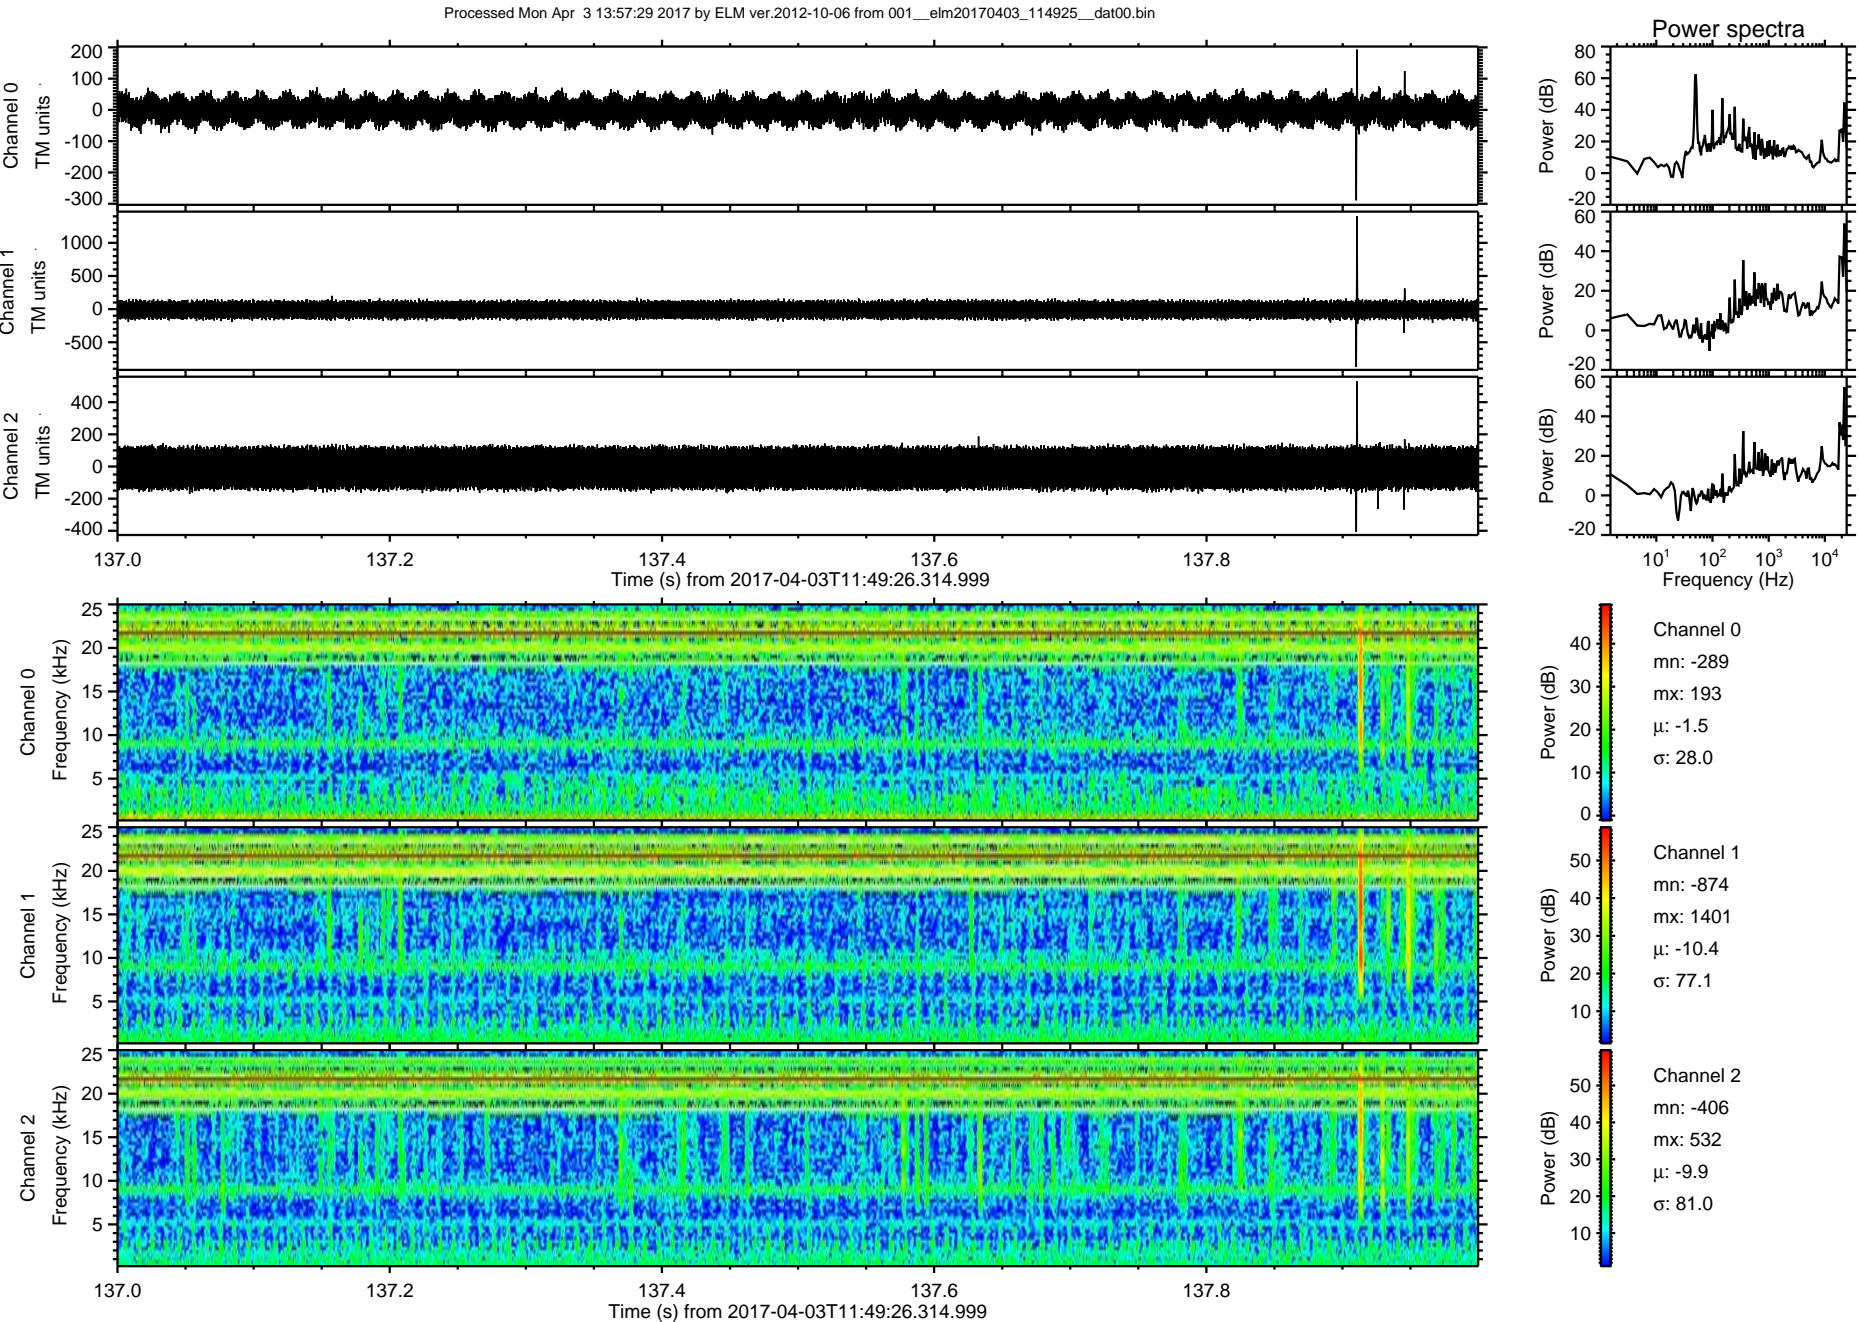 Processed Mon Apr  3 13:57:29 2017 by ELM ver.2012-10-06 from 001__elm20170403_114925__dat00.bin
Power spectra
Channel 0
TM units
200
100
0
-100
-200
-300
Power (dB)
80
60
40
20
0
-20
Channel 1
TM units
1000
500
0
-500
Power (dB)
60
40
20
0
-20
Channel 2
TM units
400
200
0
-200
-400
Power (dB)
60
40
20
0
-20
137.0 137.2 137.4 137.6 137.8
Time (s) from 2017-04-03T11:49:26.314.999
10^1 10^2 10^3 10^4
Frequency (Hz)
Channel 0
Frequency (kHz)
25
20
15
10
5
Power (dB)
40
30
20
10
0
Channel 0
mn: -289
mx: 193
μ: -1.5
σ: 28.0
Channel 1
Frequency (kHz)
25
20
15
10
5
Power (dB)
50
40
30
20
10
Channel 1
mn: -874
mx: 1401
μ: -10.4
σ: 77.1
Channel 2
Frequency (kHz)
25
20
15
10
5
Power (dB)
50
40
30
20
10
Channel 2
mn: -406
mx: 532
μ: -9.9
σ: 81.0
137.0 137.2 137.4 137.6 137.8
Time (s) from 2017-04-03T11:49:26.314.999